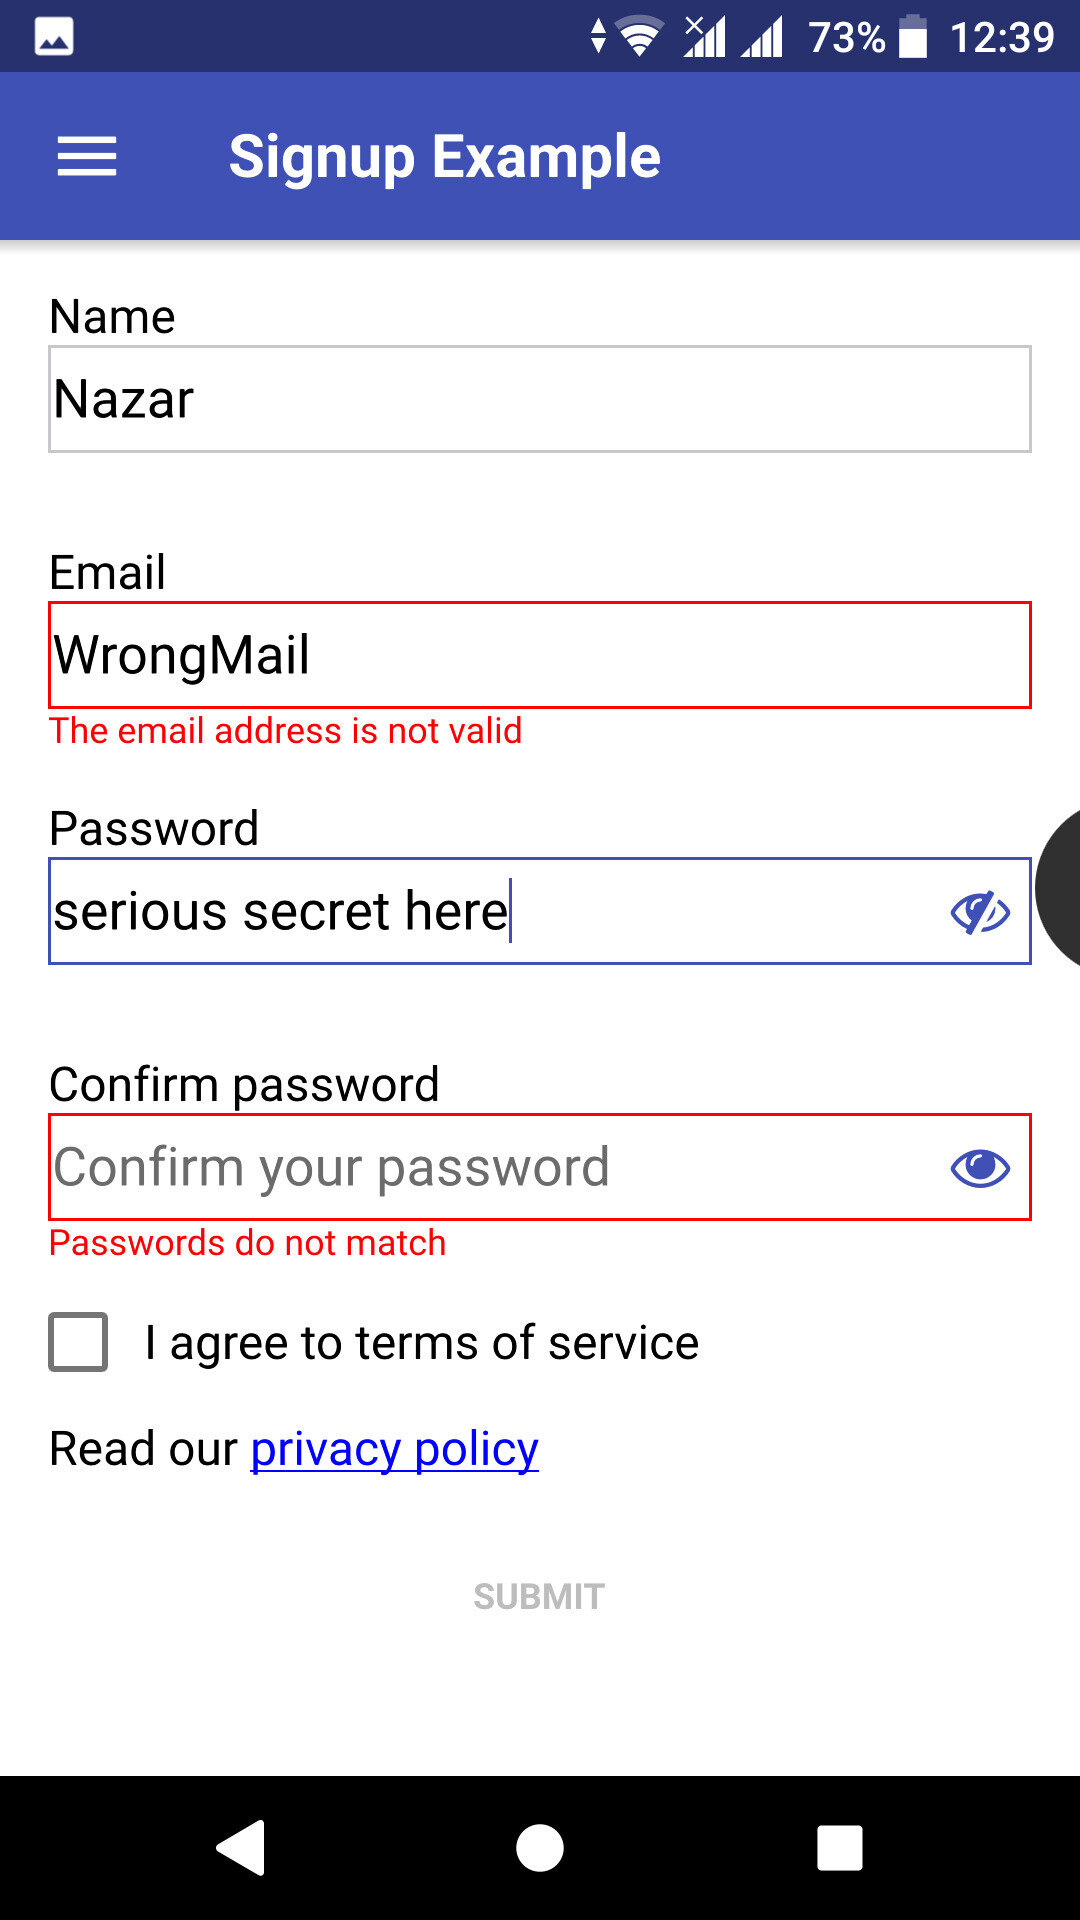 73% 12:39
Signup Example
Name
Nazar
Email
WrongMail
The email address is not valid
Password
serious secret here
Confirm password
Confirm your password
Passwords do not match
I agree to terms of service
Read our privacy policy
SUBMIT